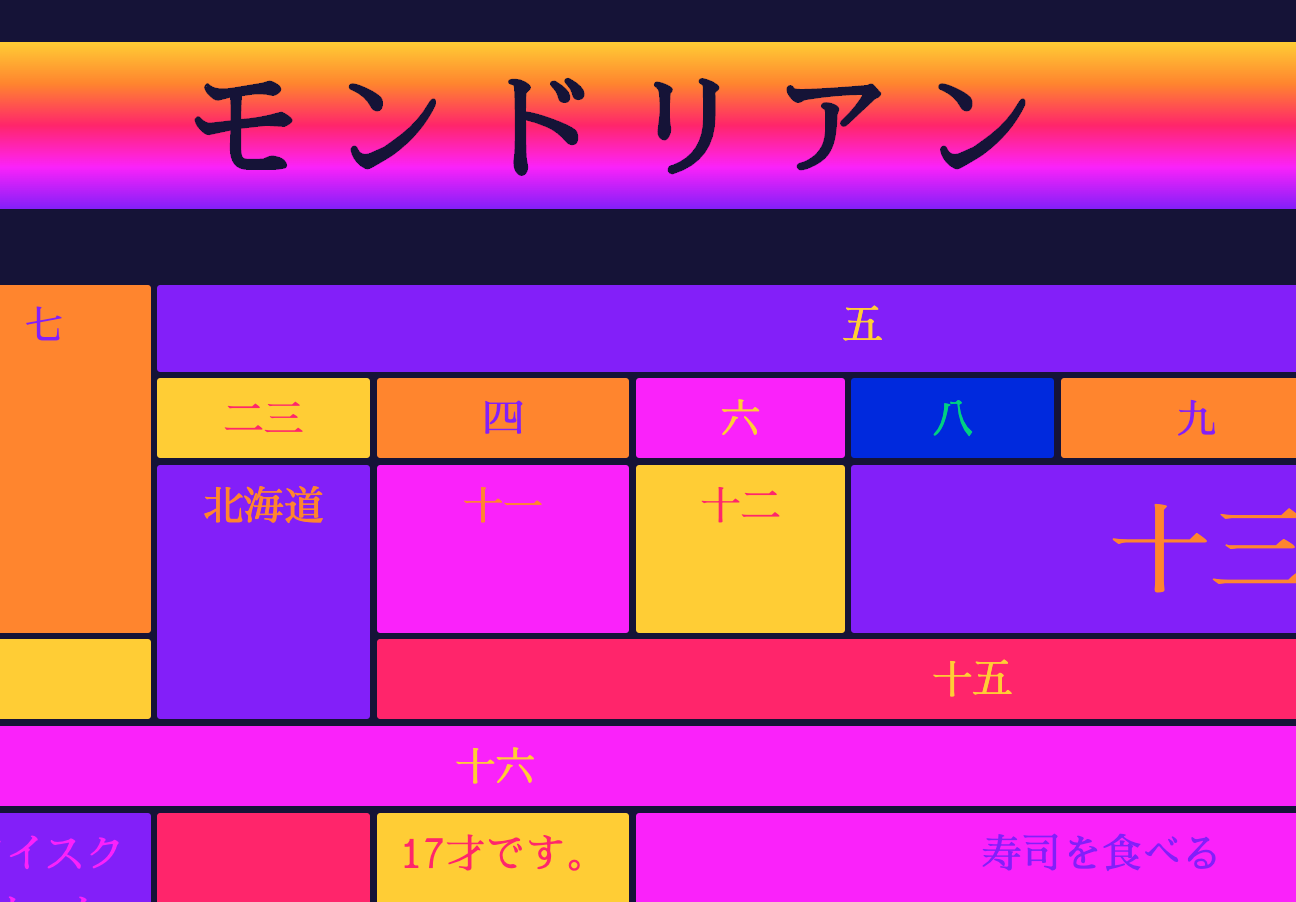 モンドリアン
七
五
二三
四
六
八
九
北海道
十一
十二
十三
十五
十六
イスク
17才です。
寿司を食べる